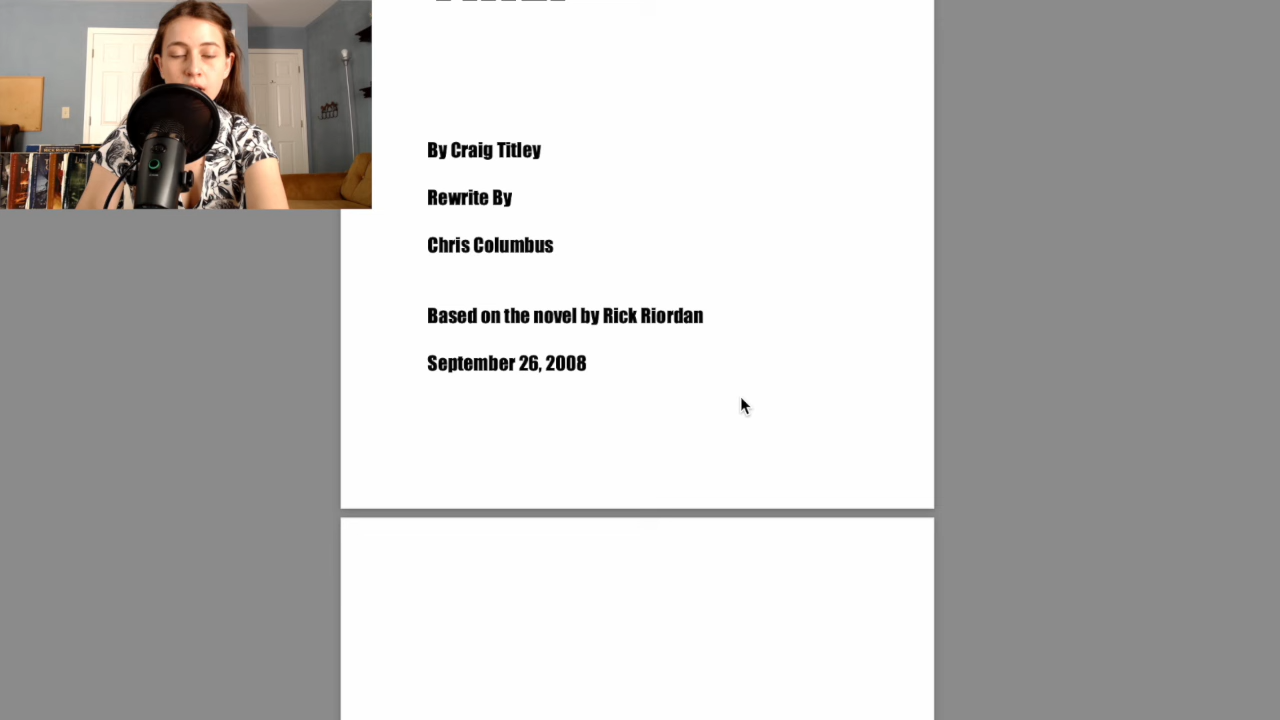 By Craig Titley
Rewrite By
Chris Columbus
Based on the novel by Rick Riordan
September 26, 2008